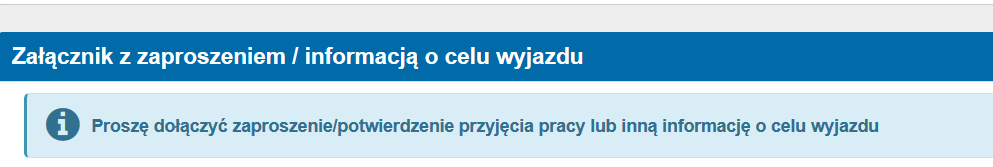 Załącznik z zaproszeniem / informacją o celu wyjazdu
Proszę dołączyć zaproszenie/potwierdzenie przyjęcia pracy lub inną informację o celu wyjazdu